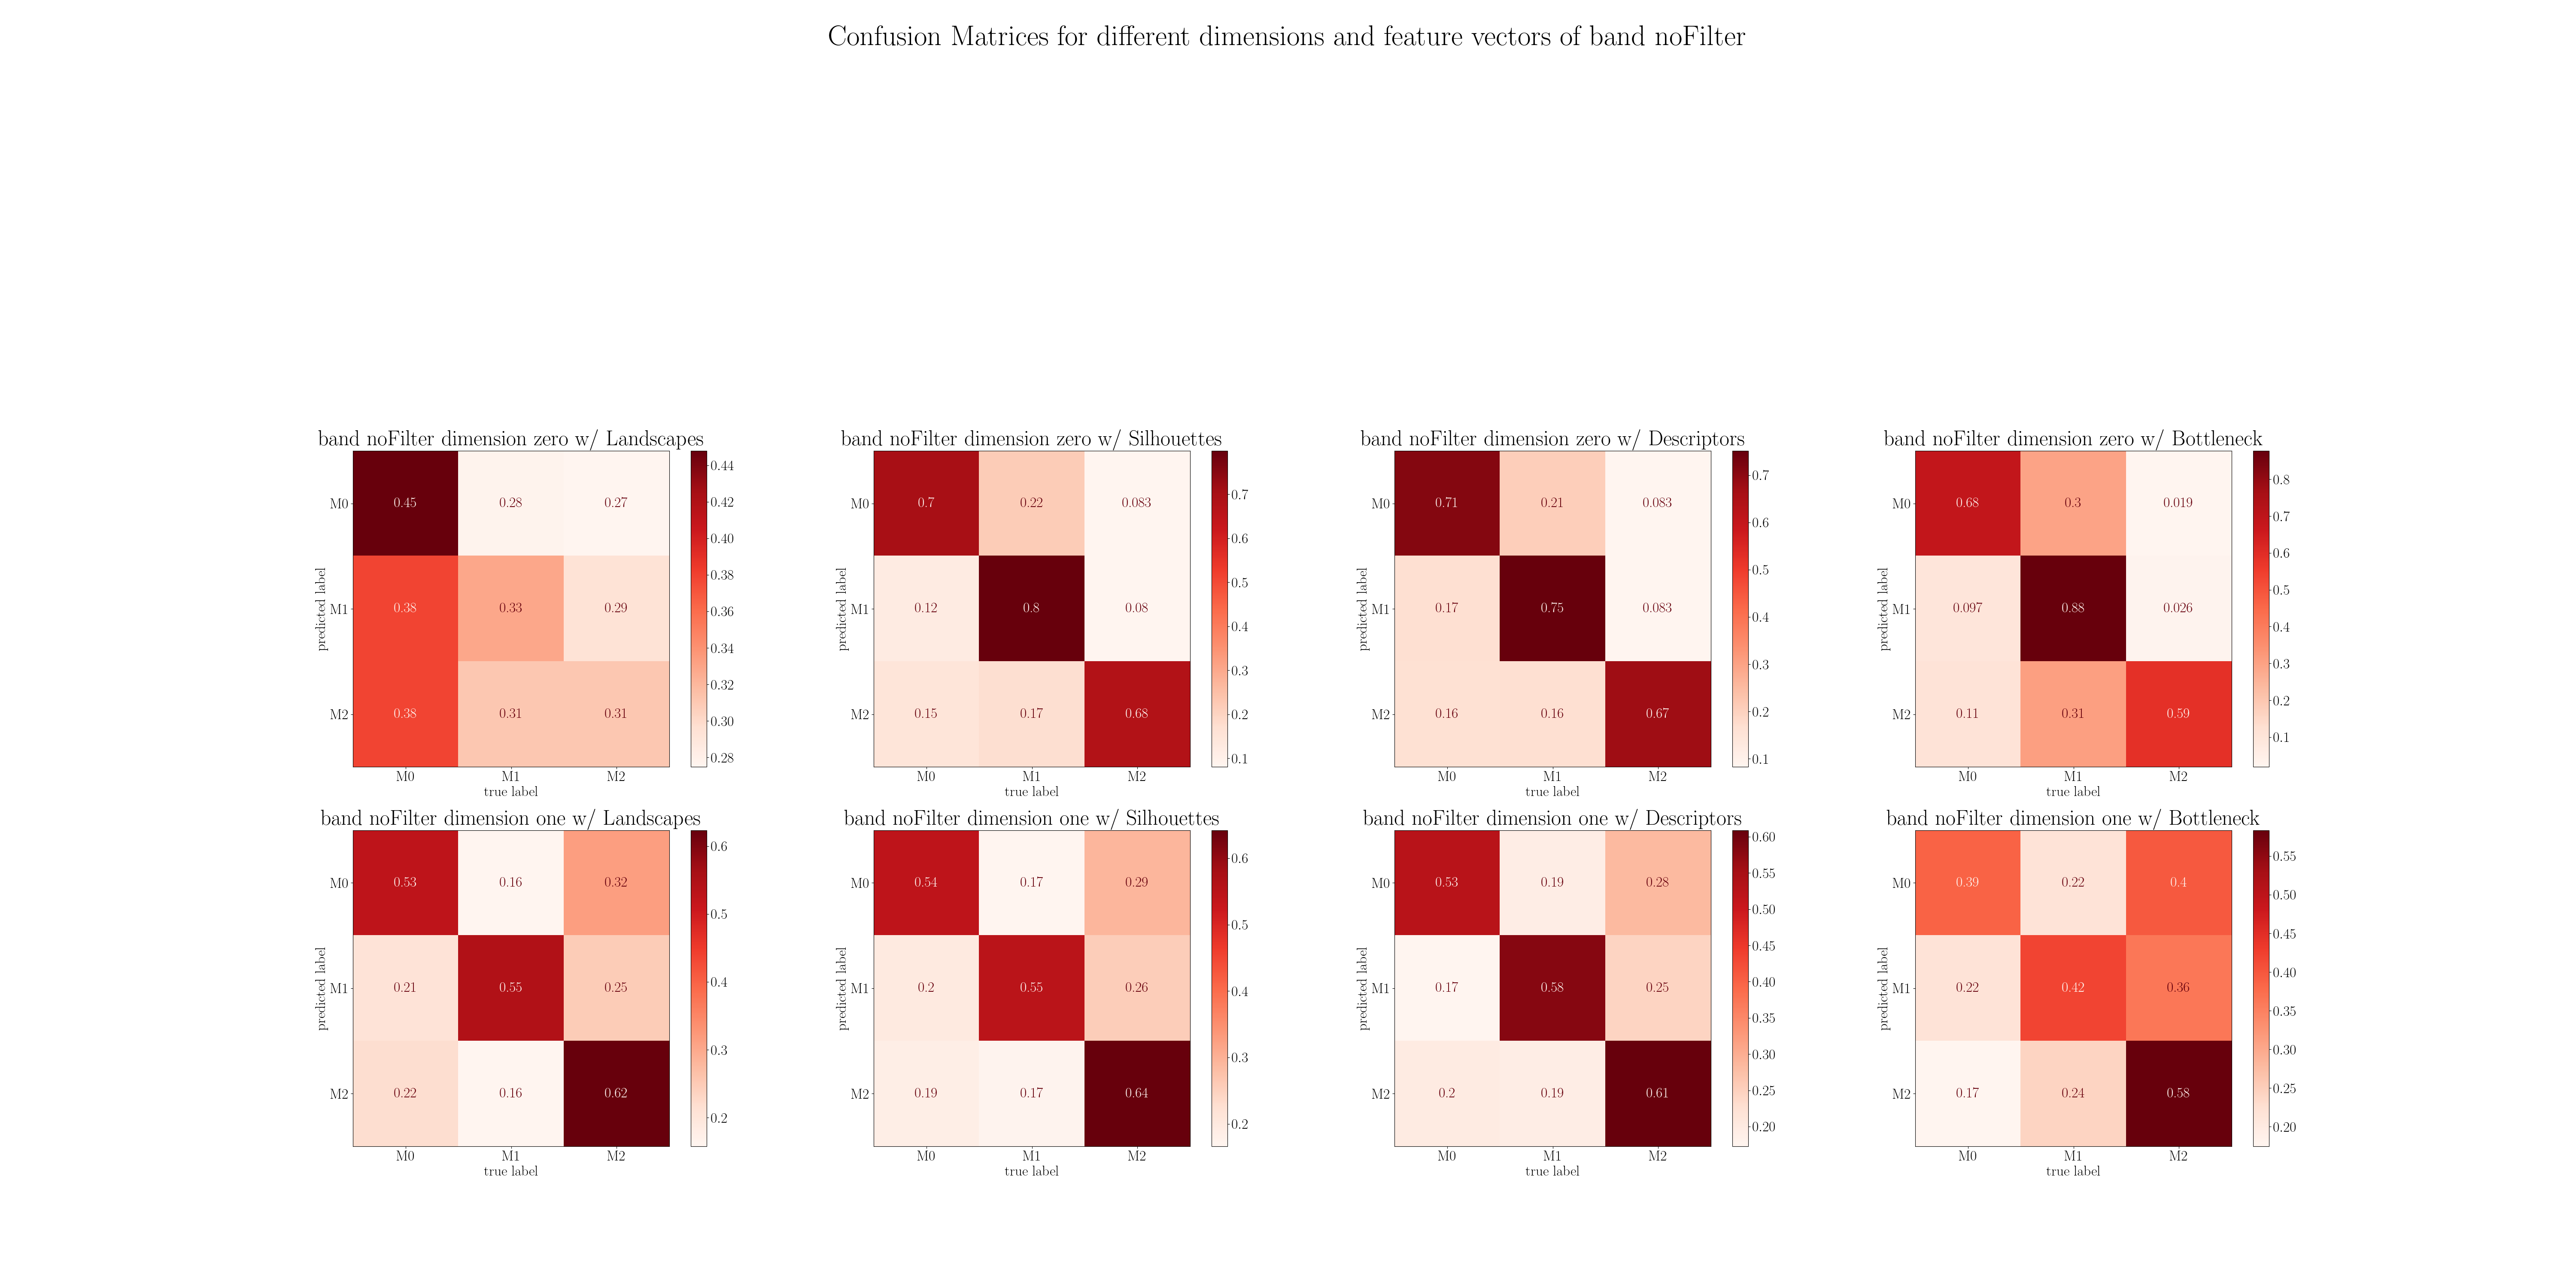 Confusion Matrices for different dimensions and feature vectors of band noFilter
band noFilter dimension zero w/ Landscapes
M0 0.45 0.28 0.27
M1 0.38 0.33 0.29
M2 0.38 0.31 0.31
M0 M1 M2
true label
predicted label
0.44
0.42
0.40
0.38
0.36
0.34
0.32
0.30
0.28
band noFilter dimension zero w/ Silhouettes
M0 0.7 0.22 0.083
M1 0.12 0.8 0.08
M2 0.15 0.17 0.68
M0 M1 M2
true label
predicted label
0.7
0.6
0.5
0.4
0.3
0.2
0.1
band noFilter dimension zero w/ Descriptors
M0 0.71 0.21 0.083
M1 0.17 0.75 0.083
M2 0.16 0.16 0.67
M0 M1 M2
true label
predicted label
0.7
0.6
0.5
0.4
0.3
0.2
0.1
band noFilter dimension zero w/ Bottleneck
M0 0.68 0.3 0.019
M1 0.097 0.88 0.026
M2 0.11 0.31 0.59
M0 M1 M2
true label
predicted label
0.8
0.7
0.6
0.5
0.4
0.3
0.2
0.1
band noFilter dimension one w/ Landscapes
M0 0.53 0.16 0.32
M1 0.21 0.55 0.25
M2 0.22 0.16 0.62
M0 M1 M2
true label
predicted label
0.6
0.5
0.4
0.3
0.2
band noFilter dimension one w/ Silhouettes
M0 0.54 0.17 0.29
M1 0.2 0.55 0.26
M2 0.19 0.17 0.64
M0 M1 M2
true label
predicted label
0.6
0.5
0.4
0.3
0.2
band noFilter dimension one w/ Descriptors
M0 0.53 0.19 0.28
M1 0.17 0.58 0.25
M2 0.2 0.19 0.61
M0 M1 M2
true label
predicted label
0.60
0.55
0.50
0.45
0.40
0.35
0.30
0.25
0.20
band noFilter dimension one w/ Bottleneck
M0 0.39 0.22 0.4
M1 0.22 0.42 0.36
M2 0.17 0.24 0.58
M0 M1 M2
true label
predicted label
0.55
0.50
0.45
0.40
0.35
0.30
0.25
0.20